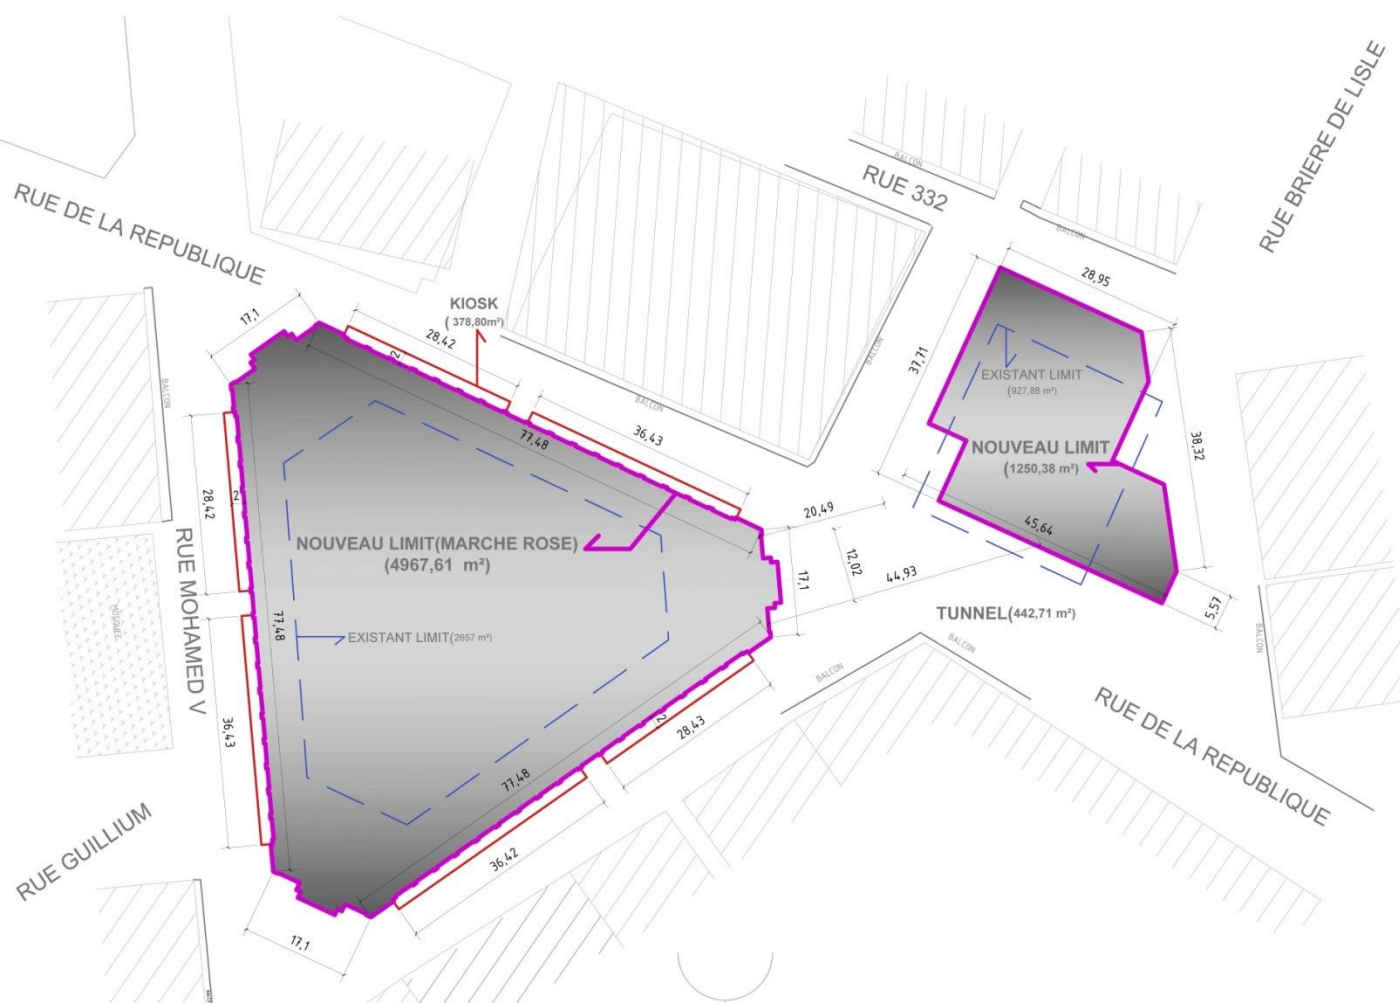 RUE BRIERE DE LISLE
BALCON
RUE 332
BALCON
RUE DE LA REPUBLIQUE
28,95
KIOSK
( 378,80m²)
17,1
28,42
2
37,71
BALCON
EXISTANT LIMIT
(927,88 m²)
BALCON
BALCON
36,43
77,48
38,32
NOUVEAU LIMIT
(1250,38 m²)
28,42
2
20,49
45,64
NOUVEAU LIMIT(MARCHE ROSE)
(4967,61 m²)
12,02
17,1
44,93
RUE MOHAMED V
MOSQUEE
77,48
EXISTANT LIMIT(2657 m²)
TUNNEL(442,71 m²)
5,57
BALCON
BALCON
BALCON
36,43
2
28,43
RUE DE LA REPUBLIQUE
77,48
RUE GUILLIUM
36,42
17,1